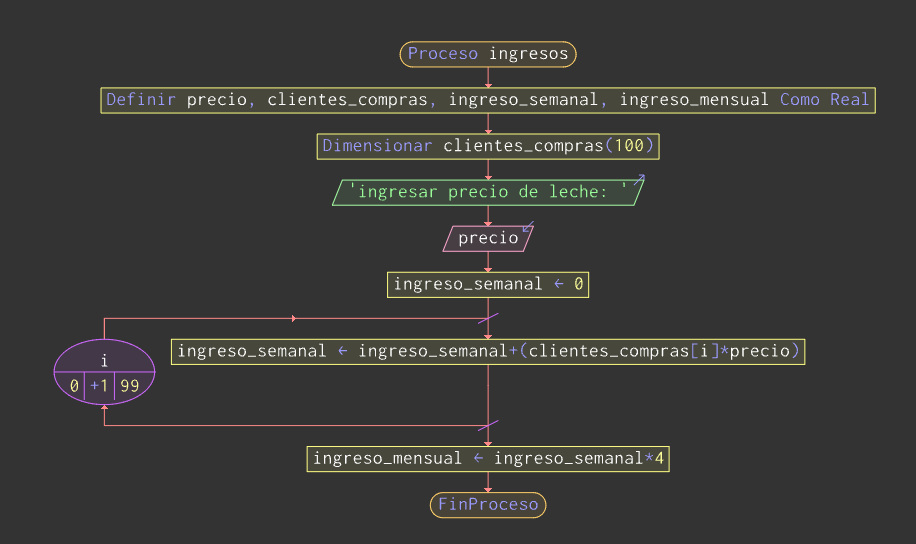 Proceso ingresos
Definir precio, clientes_compras, ingreso_semanal, ingreso_mensual Como Real
Dimensionar clientes_compras(100)
'ingresar precio de leche: '
precio
ingreso_semanal ← 0
i
0 +1 99
ingreso_semanal ← ingreso_semanal+(clientes_compras[i]*precio)
ingreso_mensual ← ingreso_semanal*4
FinProceso